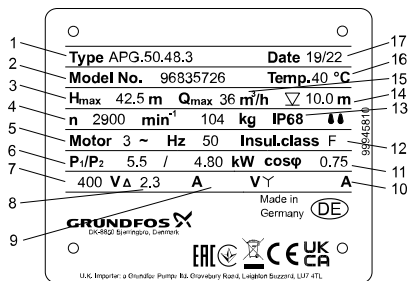 1
2
3
4
5
6
7
8
9
Type APG.50.48.3 Date 19/22
Model No. 96835726 Temp. 40 °C
Hmax 42.5 m Qmax 36 m³/h 10.0 m
n 2900 min⁻¹ 104 kg IP68
Motor 3 ~ Hz 50 Insul.class F
P1/P2 5.5 / 4.80 kW cosφ 0.75
400 V Δ 2.3 A V Y A
Made in
Germany DE
GRUNDFOS X
DK-8850 Bjerringbro, Denmark
EAC CE UK
CA
U.K. Importer: a Grundfos Pumps ltd. Grovebury Road, Leighton Buzzard, LU7 4TL
99945810
17
16
15
14
13
12
11
10